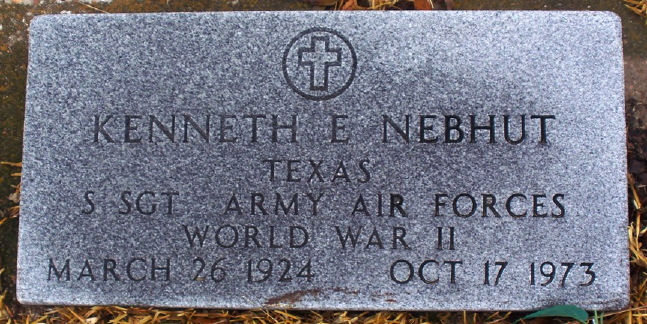 KENNETH E NEBHUT
TEXAS
S SGT ARMY AIR FORCES
WORLD WAR II
MARCH 26 1924 OCT 17 1973